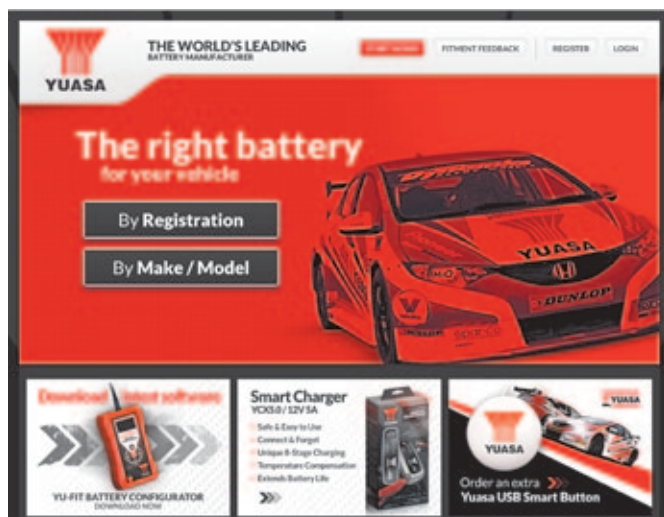 YUASA
THE WORLD'S LEADING
BATTERY MANUFACTURER
FITMENT FEEDBACK
REGISTER
LOGIN
The right battery
for your vehicle
By Registration
By Make / Model
YUASA
DUNLOP
Download latest software
YU-FIT BATTERY CONFIGURATOR
DOWNLOAD NOW
Smart Charger
YCX5.0 / 12V 5A
Safe & Easy to Use
Connect & Forget
Unique 8-Stage Charging
Temperature Compensation
Extends Battery Life
YUASA
YUASA
Order an extra
Yuasa USB Smart Button